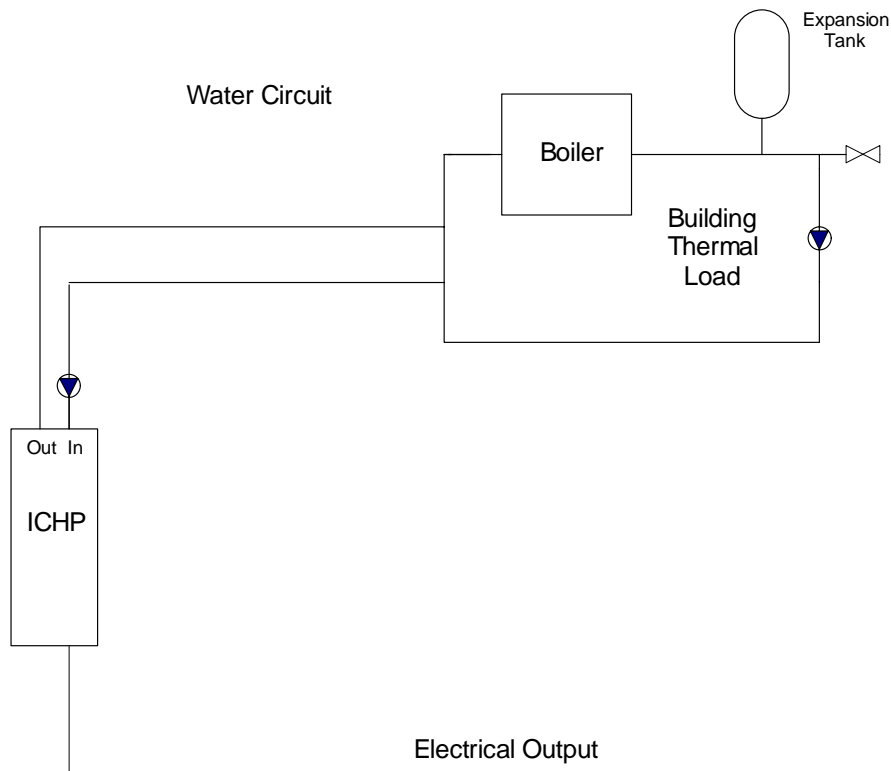 Expansion
Tank
Water Circuit
Boiler
Building
Thermal
Load
Out In
ICHP
Electrical Output